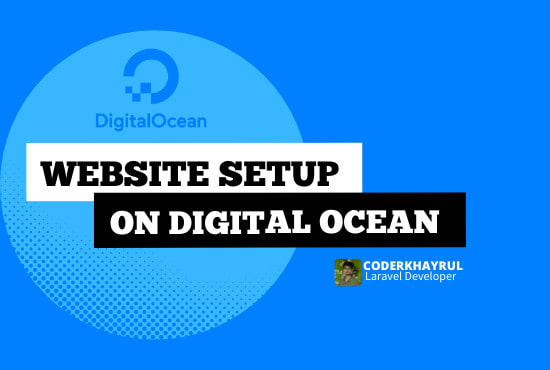 DigitalOcean
WEBSITE SETUP
ON DIGITAL OCEAN
CODERKHAYRUL
Laravel Developer